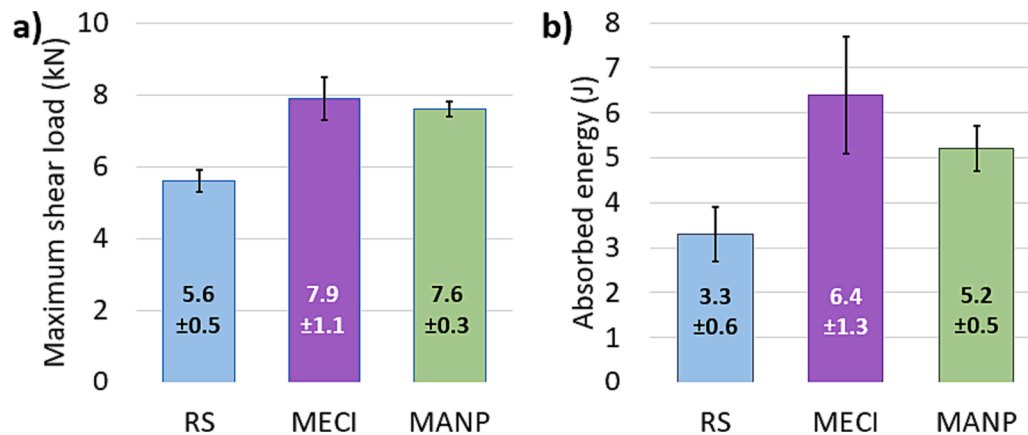 a)
Maximum shear load (kN)
10
8
6
4
2
0
5.6
±0.5
7.9
±1.1
7.6
±0.3
RS
MECI
MANP
b)
Absorbed energy (J)
8
7
6
5
4
3
2
1
0
3.3
±0.6
6.4
±1.3
5.2
±0.5
RS
MECI
MANP